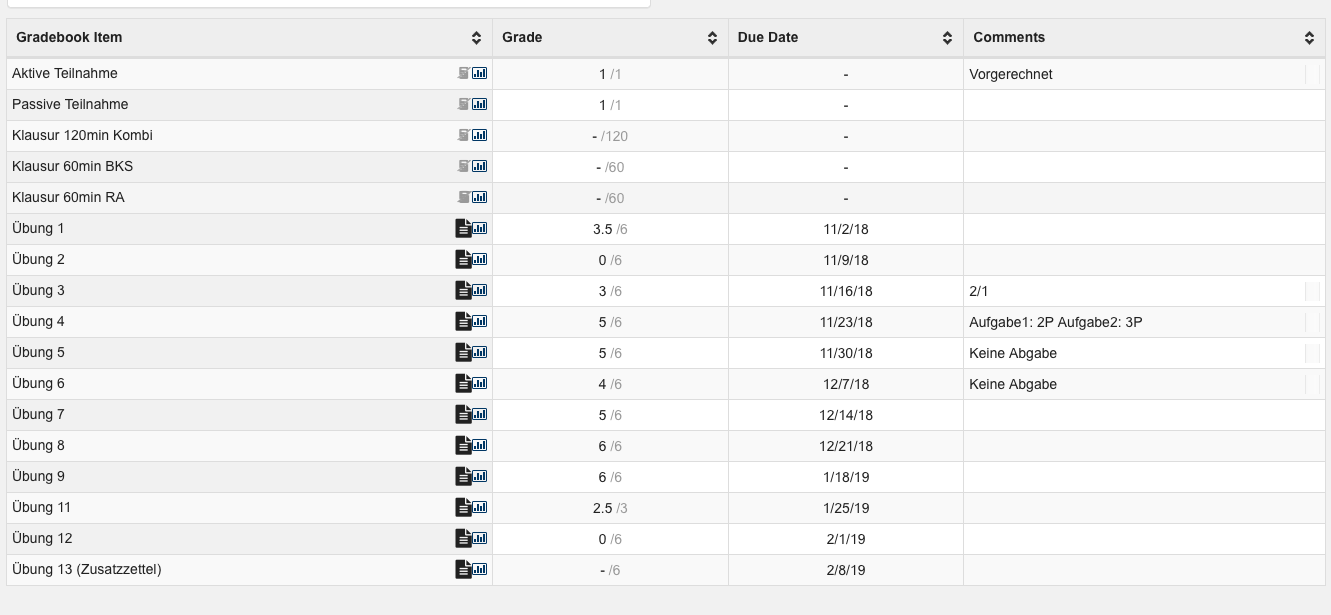 Gradebook Item Grade Due Date Comments
Aktive Teilnahme 1 /1 - Vorgerechnet
Passive Teilnahme 1 /1 -
Klausur 120min Kombi - /120 -
Klausur 60min BKS - /60 -
Klausur 60min RA - /60 -
Übung 1 3.5 /6 11/2/18
Übung 2 0 /6 11/9/18
Übung 3 3 /6 11/16/18 2/1
Übung 4 5 /6 11/23/18 Aufgabe1: 2P Aufgabe2: 3P
Übung 5 5 /6 11/30/18 Keine Abgabe
Übung 6 4 /6 12/7/18 Keine Abgabe
Übung 7 5 /6 12/14/18
Übung 8 6 /6 12/21/18
Übung 9 6 /6 1/18/19
Übung 11 2.5 /3 1/25/19
Übung 12 0 /6 2/1/19
Übung 13 (Zusatzzettel) - /6 2/8/19